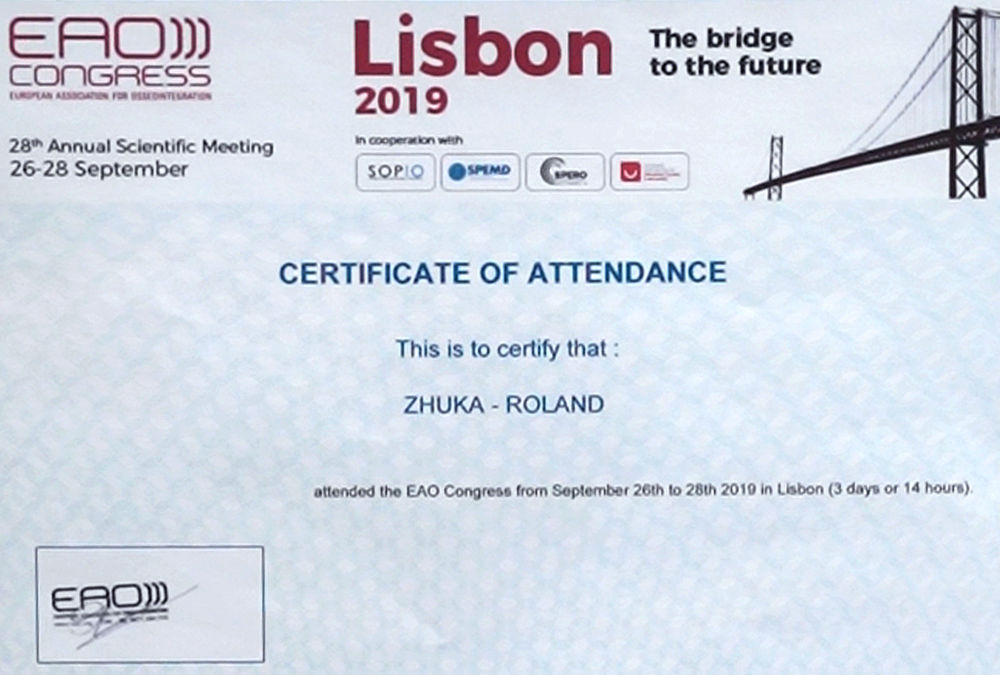 EAO)))
CONGRESS
EUROPEAN ASSOCIATION FOR OSSEOINTEGRATION
28th Annual Scientific Meeting
26-28 September
Lisbon
2019
The bridge
to the future
In cooperation with
SOPIO
SPEMD
SPERO
CERTIFICATE OF ATTENDANCE
This is to certify that :
ZHUKA - ROLAND
attended the EAO Congress from September 26th to 28th 2019 in Lisbon (3 days or 14 hours).
EAO)))